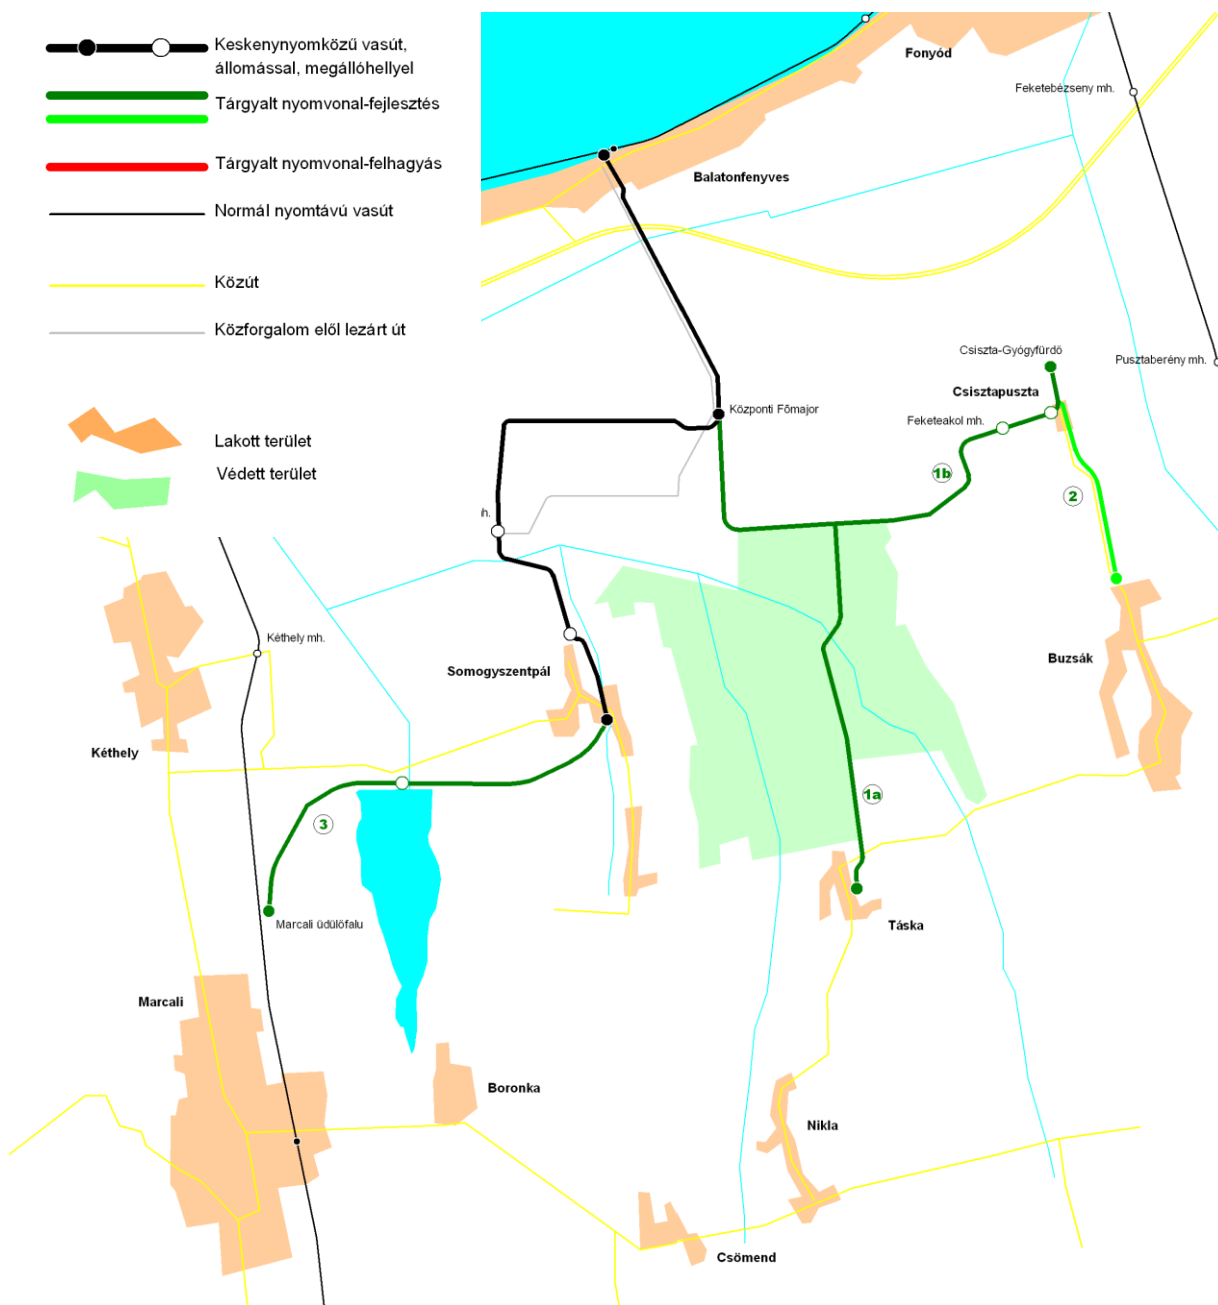 Keskenynyomközű vasút,
állomással, megállóhellyel
Tárgyalt nyomvonal-fejlesztés
Tárgyalt nyomvonal-felhagyás
Normál nyomtávú vasút
Közút
Közforgalom elől lezárt út
Lakott terület
Védett terület
Fonyód
Feketebézseny mh.
Balatonfenyves
Csiszta-Gyógyfürdő
Pusztaberény mh.
Csisztapuszta
Központi Főmajor
Feketeakol mh.
1b
2
ıh.
Kéthely mh.
Buzsák
Somogyszentpál
Kéthely
1a
3
Marcali üdülőfalu
Táska
Marcali
Boronka
Nikla
Csömend